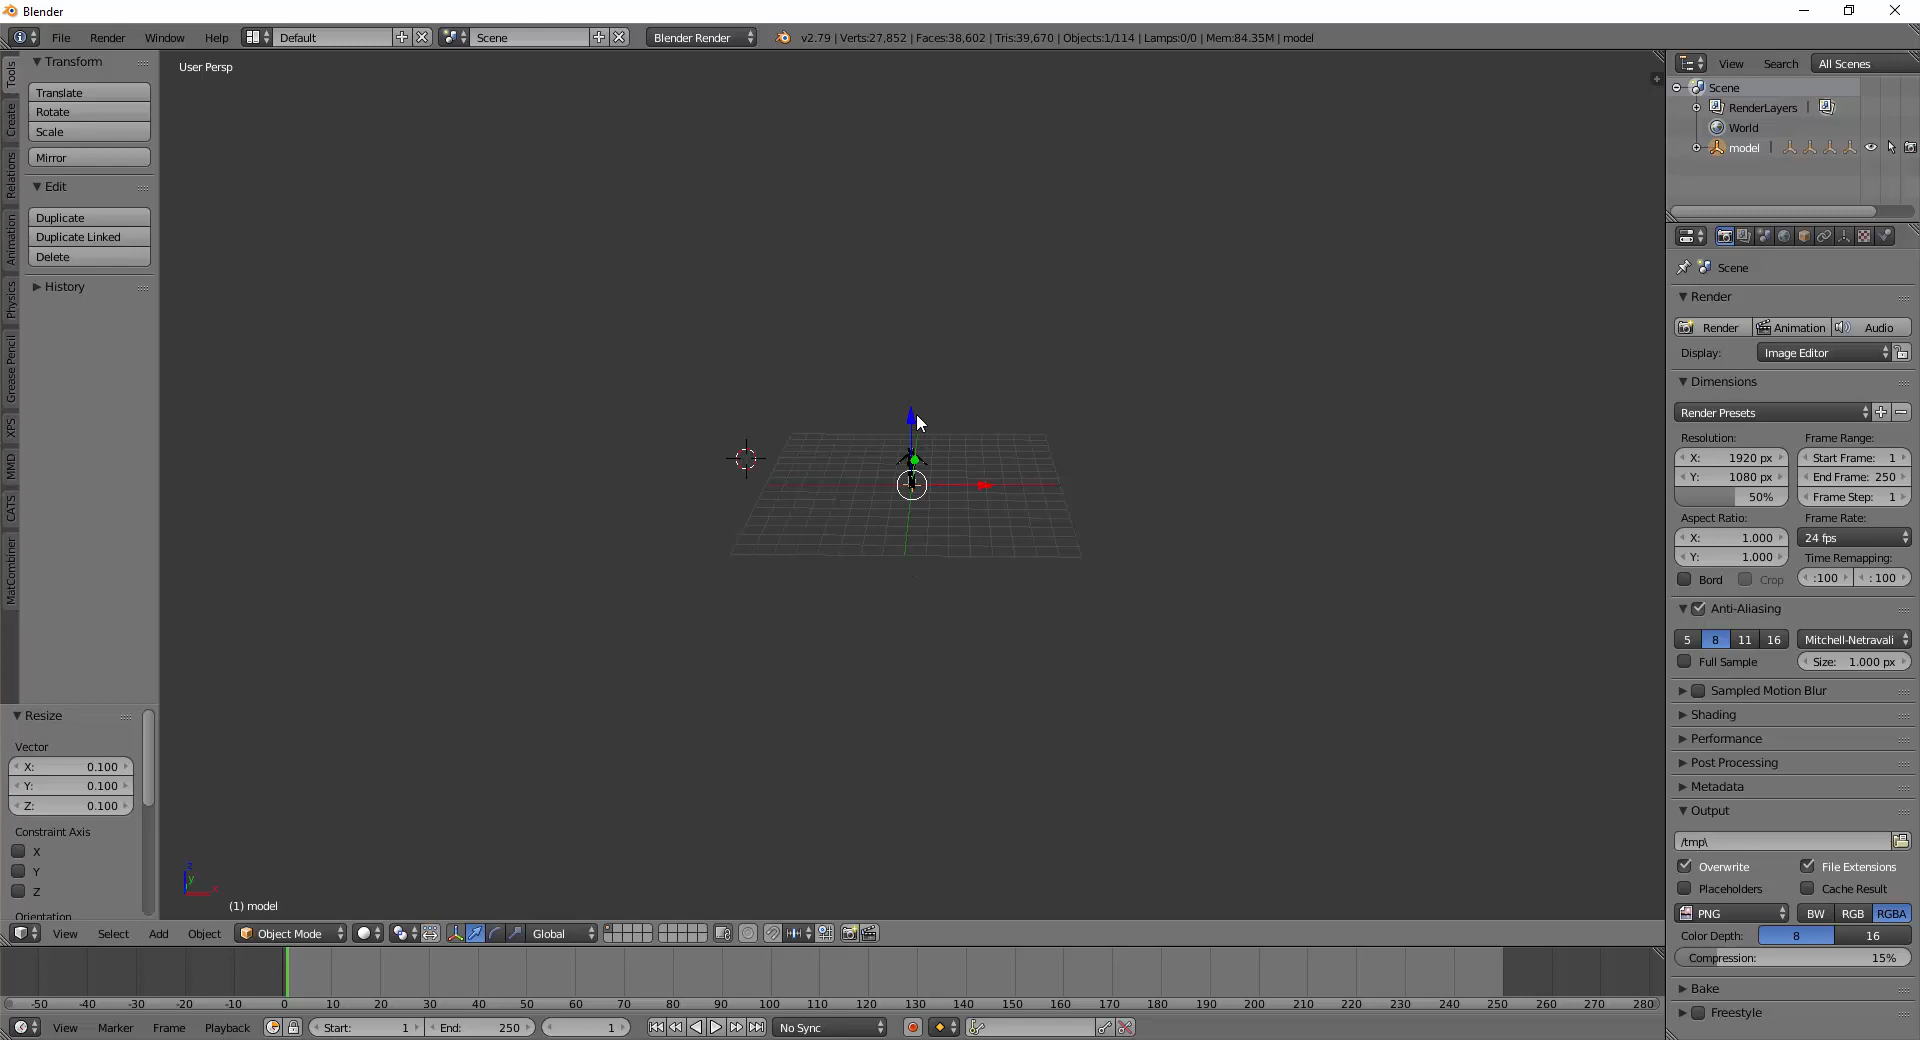 Blender
File Render Window Help Default Scene Blender Render v2.79 | Verts:27,852 | Faces:38,602 | Tris:39,670 | Objects:1/114 | Lamps:0/0 | Mem:84.35M | model
Tools
Create
Relations
Animation
Physics
Grease Pencil
XPS
MMD
CATS
MatCombiner
Transform
Translate
Rotate
Scale
Mirror
Edit
Duplicate
Duplicate Linked
Delete
History
Resize
Vector
X: 0.100
Y: 0.100
Z: 0.100
Constraint Axis
X
Y
Z
Orientation
User Persp
z
y
x
(1) model
View Select Add Object Object Mode Global
-50 -40 -30 -20 -10 0 10 20 30 40 50 60 70 80 90 100 110 120 130 140 150 160 170 180 190 200 210 220 230 240 250 260 270 280
View Marker Frame Playback Start: 1 End: 250 1 No Sync
View Search All Scenes
Scene
RenderLayers |
World
model |
Scene
Render
Render Animation Audio
Display: Image Editor
Dimensions
Render Presets
Resolution: Frame Range:
X: 1920 px Start Frame: 1
Y: 1080 px End Frame: 250
50% Frame Step: 1
Aspect Ratio: Frame Rate:
X: 1.000 24 fps
Y: 1.000 Time Remapping:
Bord Crop :100 : 100
Anti-Aliasing
5 8 11 16 Mitchell-Netravali
Full Sample Size: 1.000 px
Sampled Motion Blur
Shading
Performance
Post Processing
Metadata
Output
/tmp\
Overwrite File Extensions
Placeholders Cache Result
PNG BW RGB RGBA
Color Depth: 8 16
Compression: 15%
Bake
Freestyle